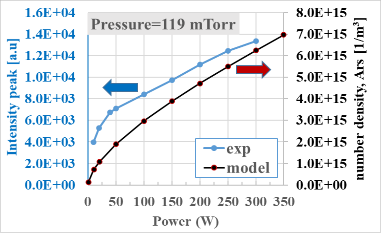 Pressure=119 mTorr
Intensity peak [a.u]
1.6E+04
1.4E+04
1.2E+04
1.0E+04
8.0E+03
6.0E+03
4.0E+03
2.0E+03
0.0E+00
8.0E+15
7.0E+15
6.0E+15
5.0E+15
4.0E+15
3.0E+15
2.0E+15
1.0E+15
0.0E+00
number density, Ars [1/m³]
exp
model
0 50 100 150 200 250 300 350
Power (W)